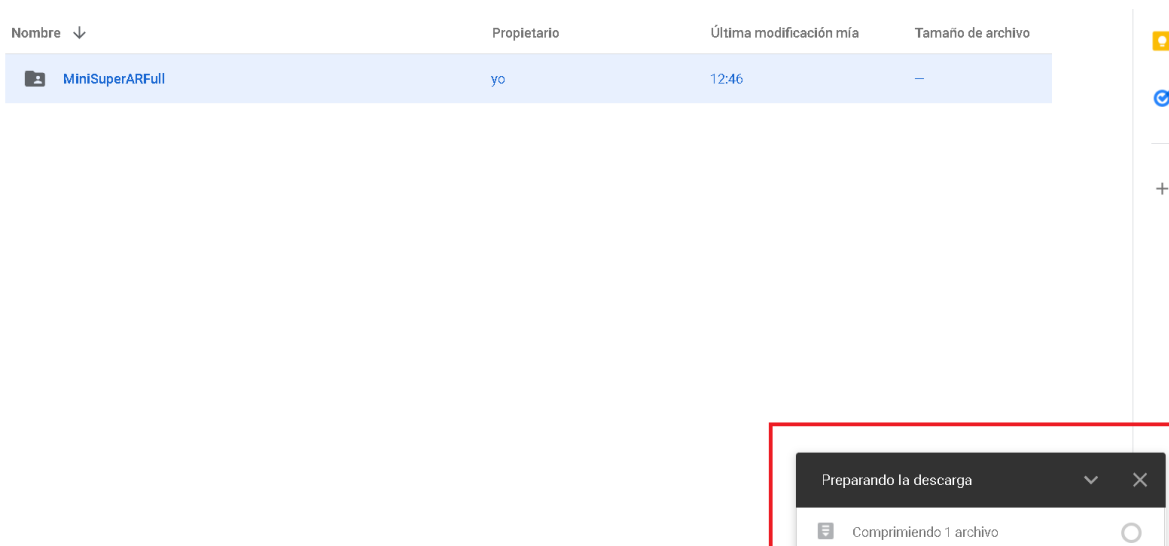 Nombre Propietario Última modificación mía Tamaño de archivo
MiniSuperARFull yo 12:46 —
Preparando la descarga
Comprimiendo 1 archivo